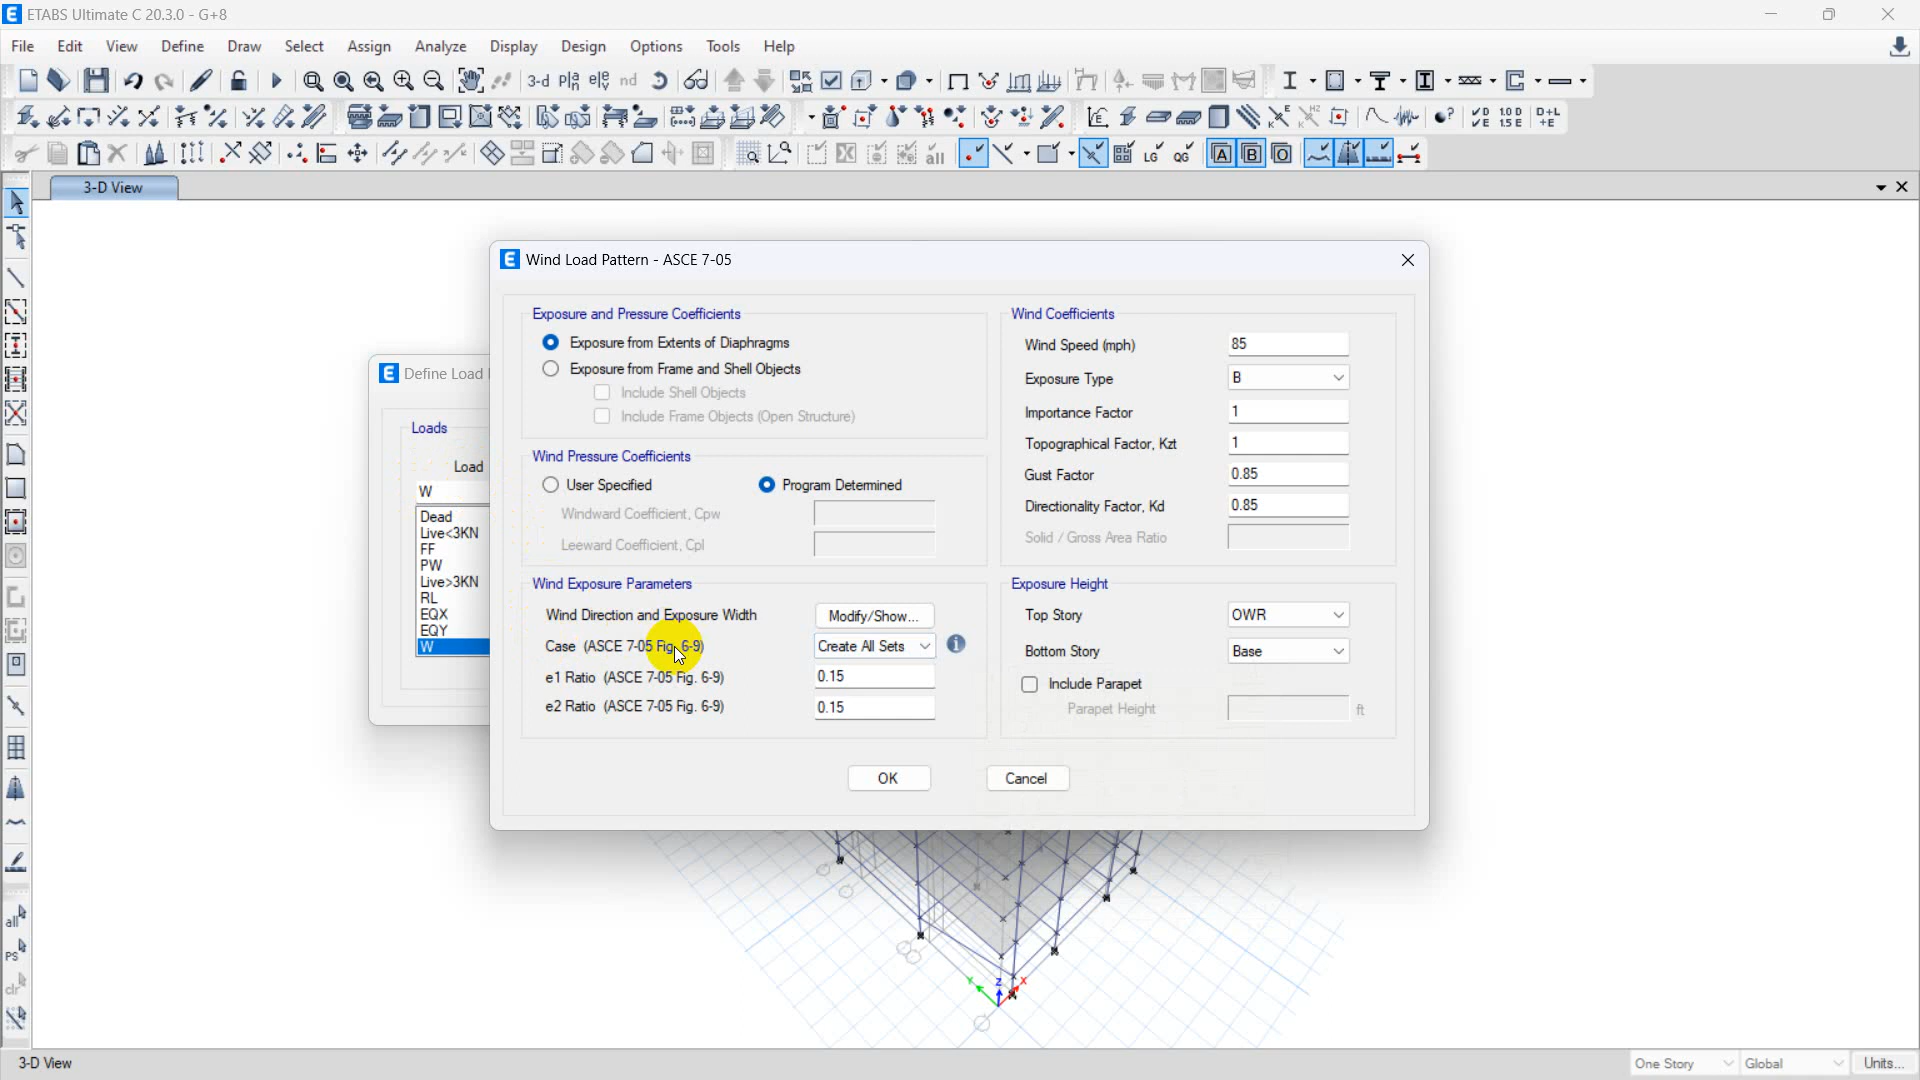 ETABS Ultimate C 20.3.0 - G+8
File Edit View Define Draw Select Assign Analyze Display Design Options Tools Help
3-d
nd
all
LG
QG
A B O
3-D View
Wind Load Pattern - ASCE 7-05
Define Load
Loads
Load
W
Dead
Live<3KN
FF
PW
Live>3KN
RL
EQX
EQY
W
Exposure and Pressure Coefficients
Exposure from Extents of Diaphragms
Exposure from Frame and Shell Objects
Include Shell Objects
Include Frame Objects (Open Structure)
Wind Pressure Coefficients
User Specified Program Determined
Windward Coefficient, Cpw
Leeward Coefficient, Cpl
Wind Exposure Parameters
Wind Direction and Exposure Width Modify/Show...
Case (ASCE 7-05 Fig. 6-9) Create All Sets
e1 Ratio (ASCE 7-05 Fig. 6-9) 0.15
e2 Ratio (ASCE 7-05 Fig. 6-9) 0.15
Wind Coefficients
Wind Speed (mph) 85
Exposure Type B
Importance Factor 1
Topographical Factor, Kzt 1
Gust Factor 0.85
Directionality Factor, Kd 0.85
Solid / Gross Area Ratio
Exposure Height
Top Story OWR
Bottom Story Base
Include Parapet
Parapet Height ft
OK Cancel
all
PS
clr
Y Z X
3-D View
One Story Global Units...